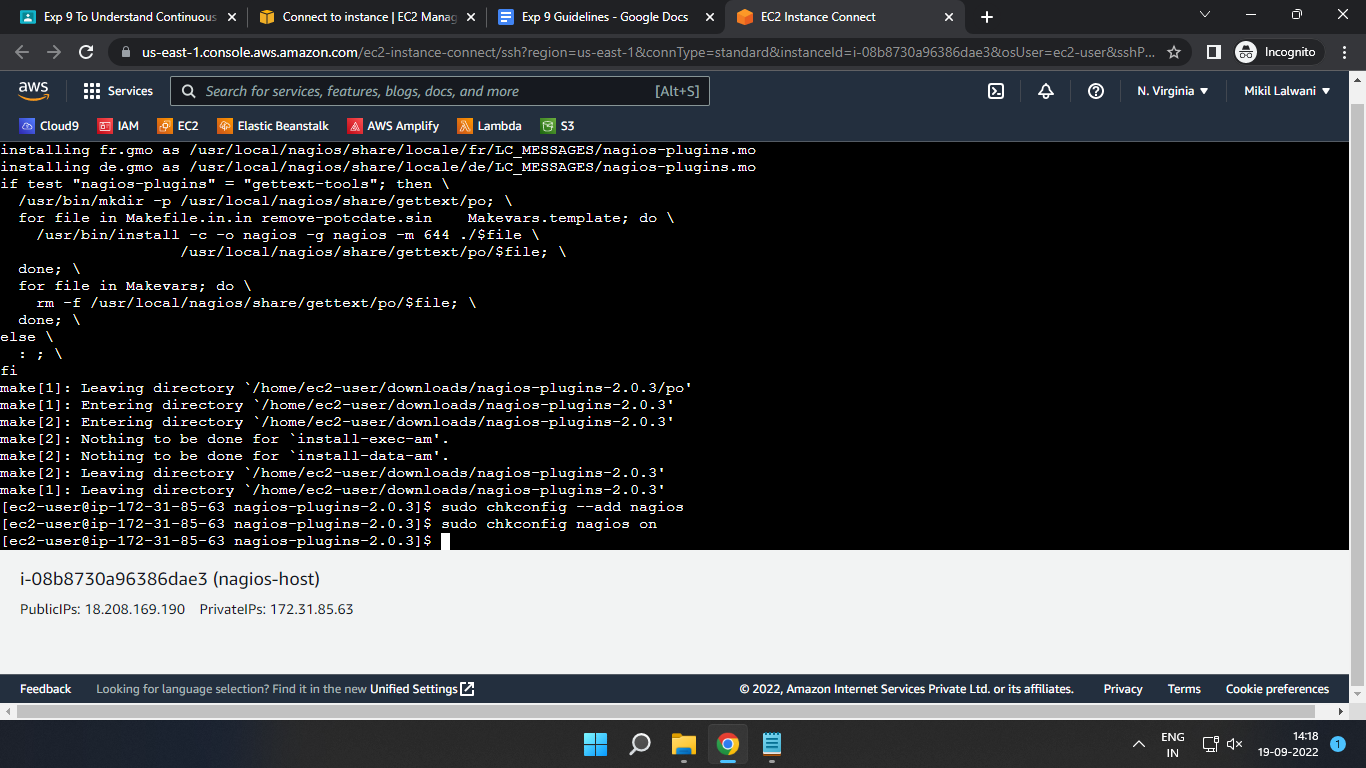 Exp 9 To Understand Continuous
Connect to instance | EC2 Manag
Exp 9 Guidelines - Google Docs
EC2 Instance Connect
us-east-1.console.aws.amazon.com/ec2-instance-connect/ssh?region=us-east-1&connType=standard&instanceId=i-08b8730a96386dae3&osUser=ec2-user&sshP...
Incognito
aws
Services
Search for services, features, blogs, docs, and more
[Alt+S]
N. Virginia
Mikil Lalwani
Cloud9
IAM
EC2
Elastic Beanstalk
AWS Amplify
Lambda
S3
installing fr.gmo as /usr/local/nagios/share/locale/fr/LC_MESSAGES/nagios-plugins.mo
installing de.gmo as /usr/local/nagios/share/locale/de/LC_MESSAGES/nagios-plugins.mo
if test "nagios-plugins" = "gettext-tools"; then \
  /usr/bin/mkdir -p /usr/local/nagios/share/gettext/po; \
  for file in Makefile.in.in remove-potcdate.sin    Makevars.template; do \
    /usr/bin/install -c -o nagios -g nagios -m 644 ./$file \
                    /usr/local/nagios/share/gettext/po/$file; \
  done; \
  for file in Makevars; do \
    rm -f /usr/local/nagios/share/gettext/po/$file; \
  done; \
else \
  : ; \
fi
make[1]: Leaving directory `/home/ec2-user/downloads/nagios-plugins-2.0.3/po'
make[1]: Entering directory `/home/ec2-user/downloads/nagios-plugins-2.0.3'
make[2]: Entering directory `/home/ec2-user/downloads/nagios-plugins-2.0.3'
make[2]: Nothing to be done for `install-exec-am'.
make[2]: Nothing to be done for `install-data-am'.
make[2]: Leaving directory `/home/ec2-user/downloads/nagios-plugins-2.0.3'
make[1]: Leaving directory `/home/ec2-user/downloads/nagios-plugins-2.0.3'
[ec2-user@ip-172-31-85-63 nagios-plugins-2.0.3]$ sudo chkconfig --add nagios
[ec2-user@ip-172-31-85-63 nagios-plugins-2.0.3]$ sudo chkconfig nagios on
[ec2-user@ip-172-31-85-63 nagios-plugins-2.0.3]$
i-08b8730a96386dae3 (nagios-host)
PublicIPs: 18.208.169.190    PrivateIPs: 172.31.85.63
Feedback
Looking for language selection? Find it in the new Unified Settings
© 2022, Amazon Internet Services Private Ltd. or its affiliates.
Privacy
Terms
Cookie preferences
ENG
IN
14:18
19-09-2022
1